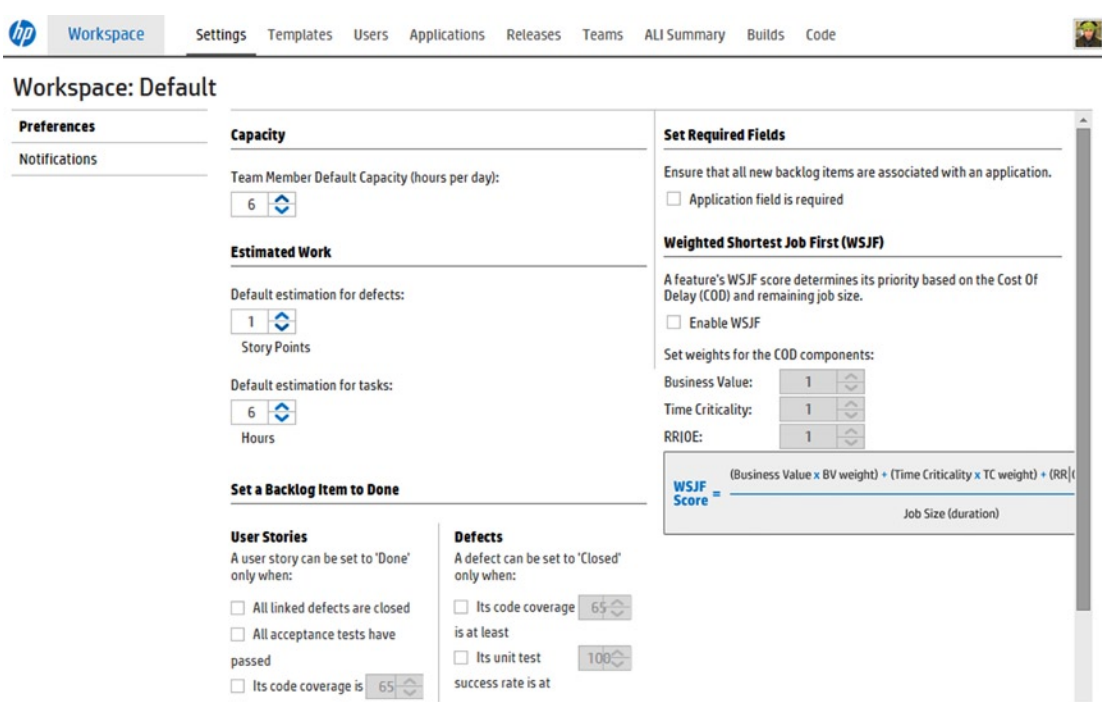 hp
Workspace
Settings
Templates
Users
Applications
Releases
Teams
ALI Summary
Builds
Code
Workspace: Default
Preferences
Notifications
Capacity
Team Member Default Capacity (hours per day):
6
Estimated Work
Default estimation for defects:
1
Story Points
Default estimation for tasks:
6
Hours
Set a Backlog Item to Done
User Stories
A user story can be set to 'Done'
only when:
All linked defects are closed
All acceptance tests have
passed
Its code coverage is 65
Defects
A defect can be set to 'Closed'
only when:
Its code coverage 65
is at least
Its unit test 100
success rate is at
Set Required Fields
Ensure that all new backlog items are associated with an application.
Application field is required
Weighted Shortest Job First (WSJF)
A feature's WSJF score determines its priority based on the Cost Of
Delay (COD) and remaining job size.
Enable WSJF
Set weights for the COD components:
Business Value: 1
Time Criticality: 1
RR|OE: 1
WSJF
Score =
(Business Value x BV weight) + (Time Criticality x TC weight) + (RR|
Job Size (duration)